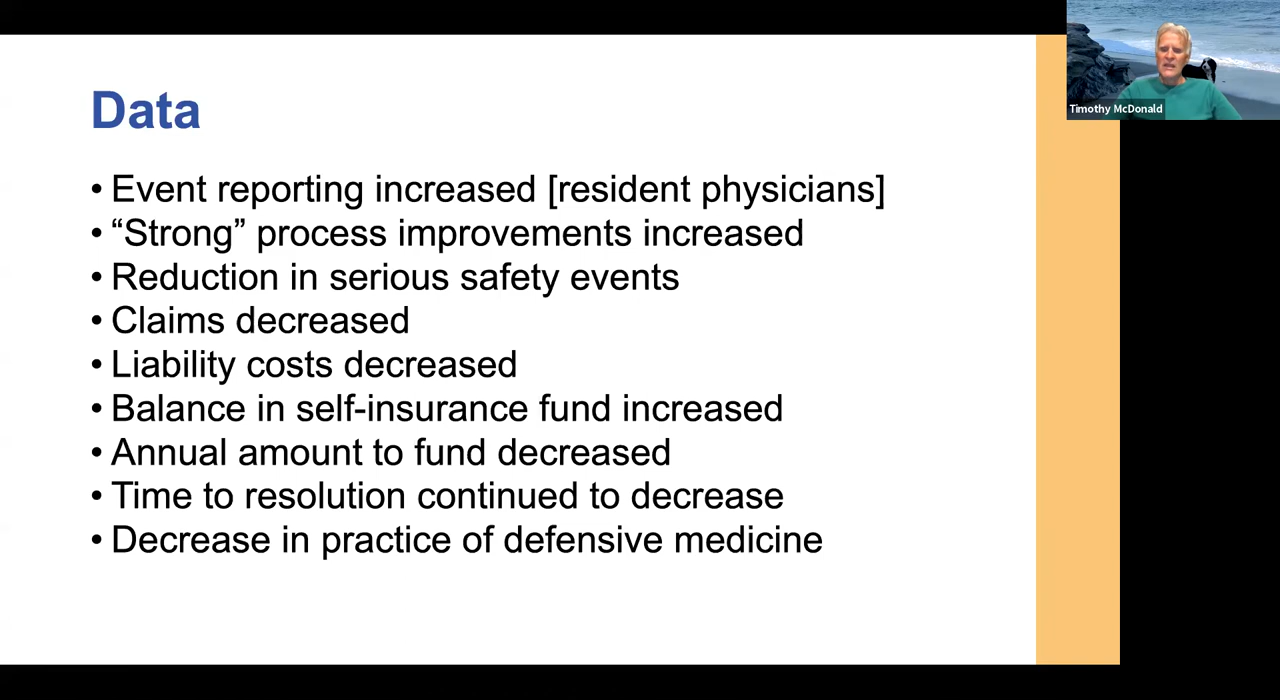 Data
• Event reporting increased [resident physicians]
• “Strong” process improvements increased
• Reduction in serious safety events
• Claims decreased
• Liability costs decreased
• Balance in self-insurance fund increased
• Annual amount to fund decreased
• Time to resolution continued to decrease
• Decrease in practice of defensive medicine
Timothy McDonald